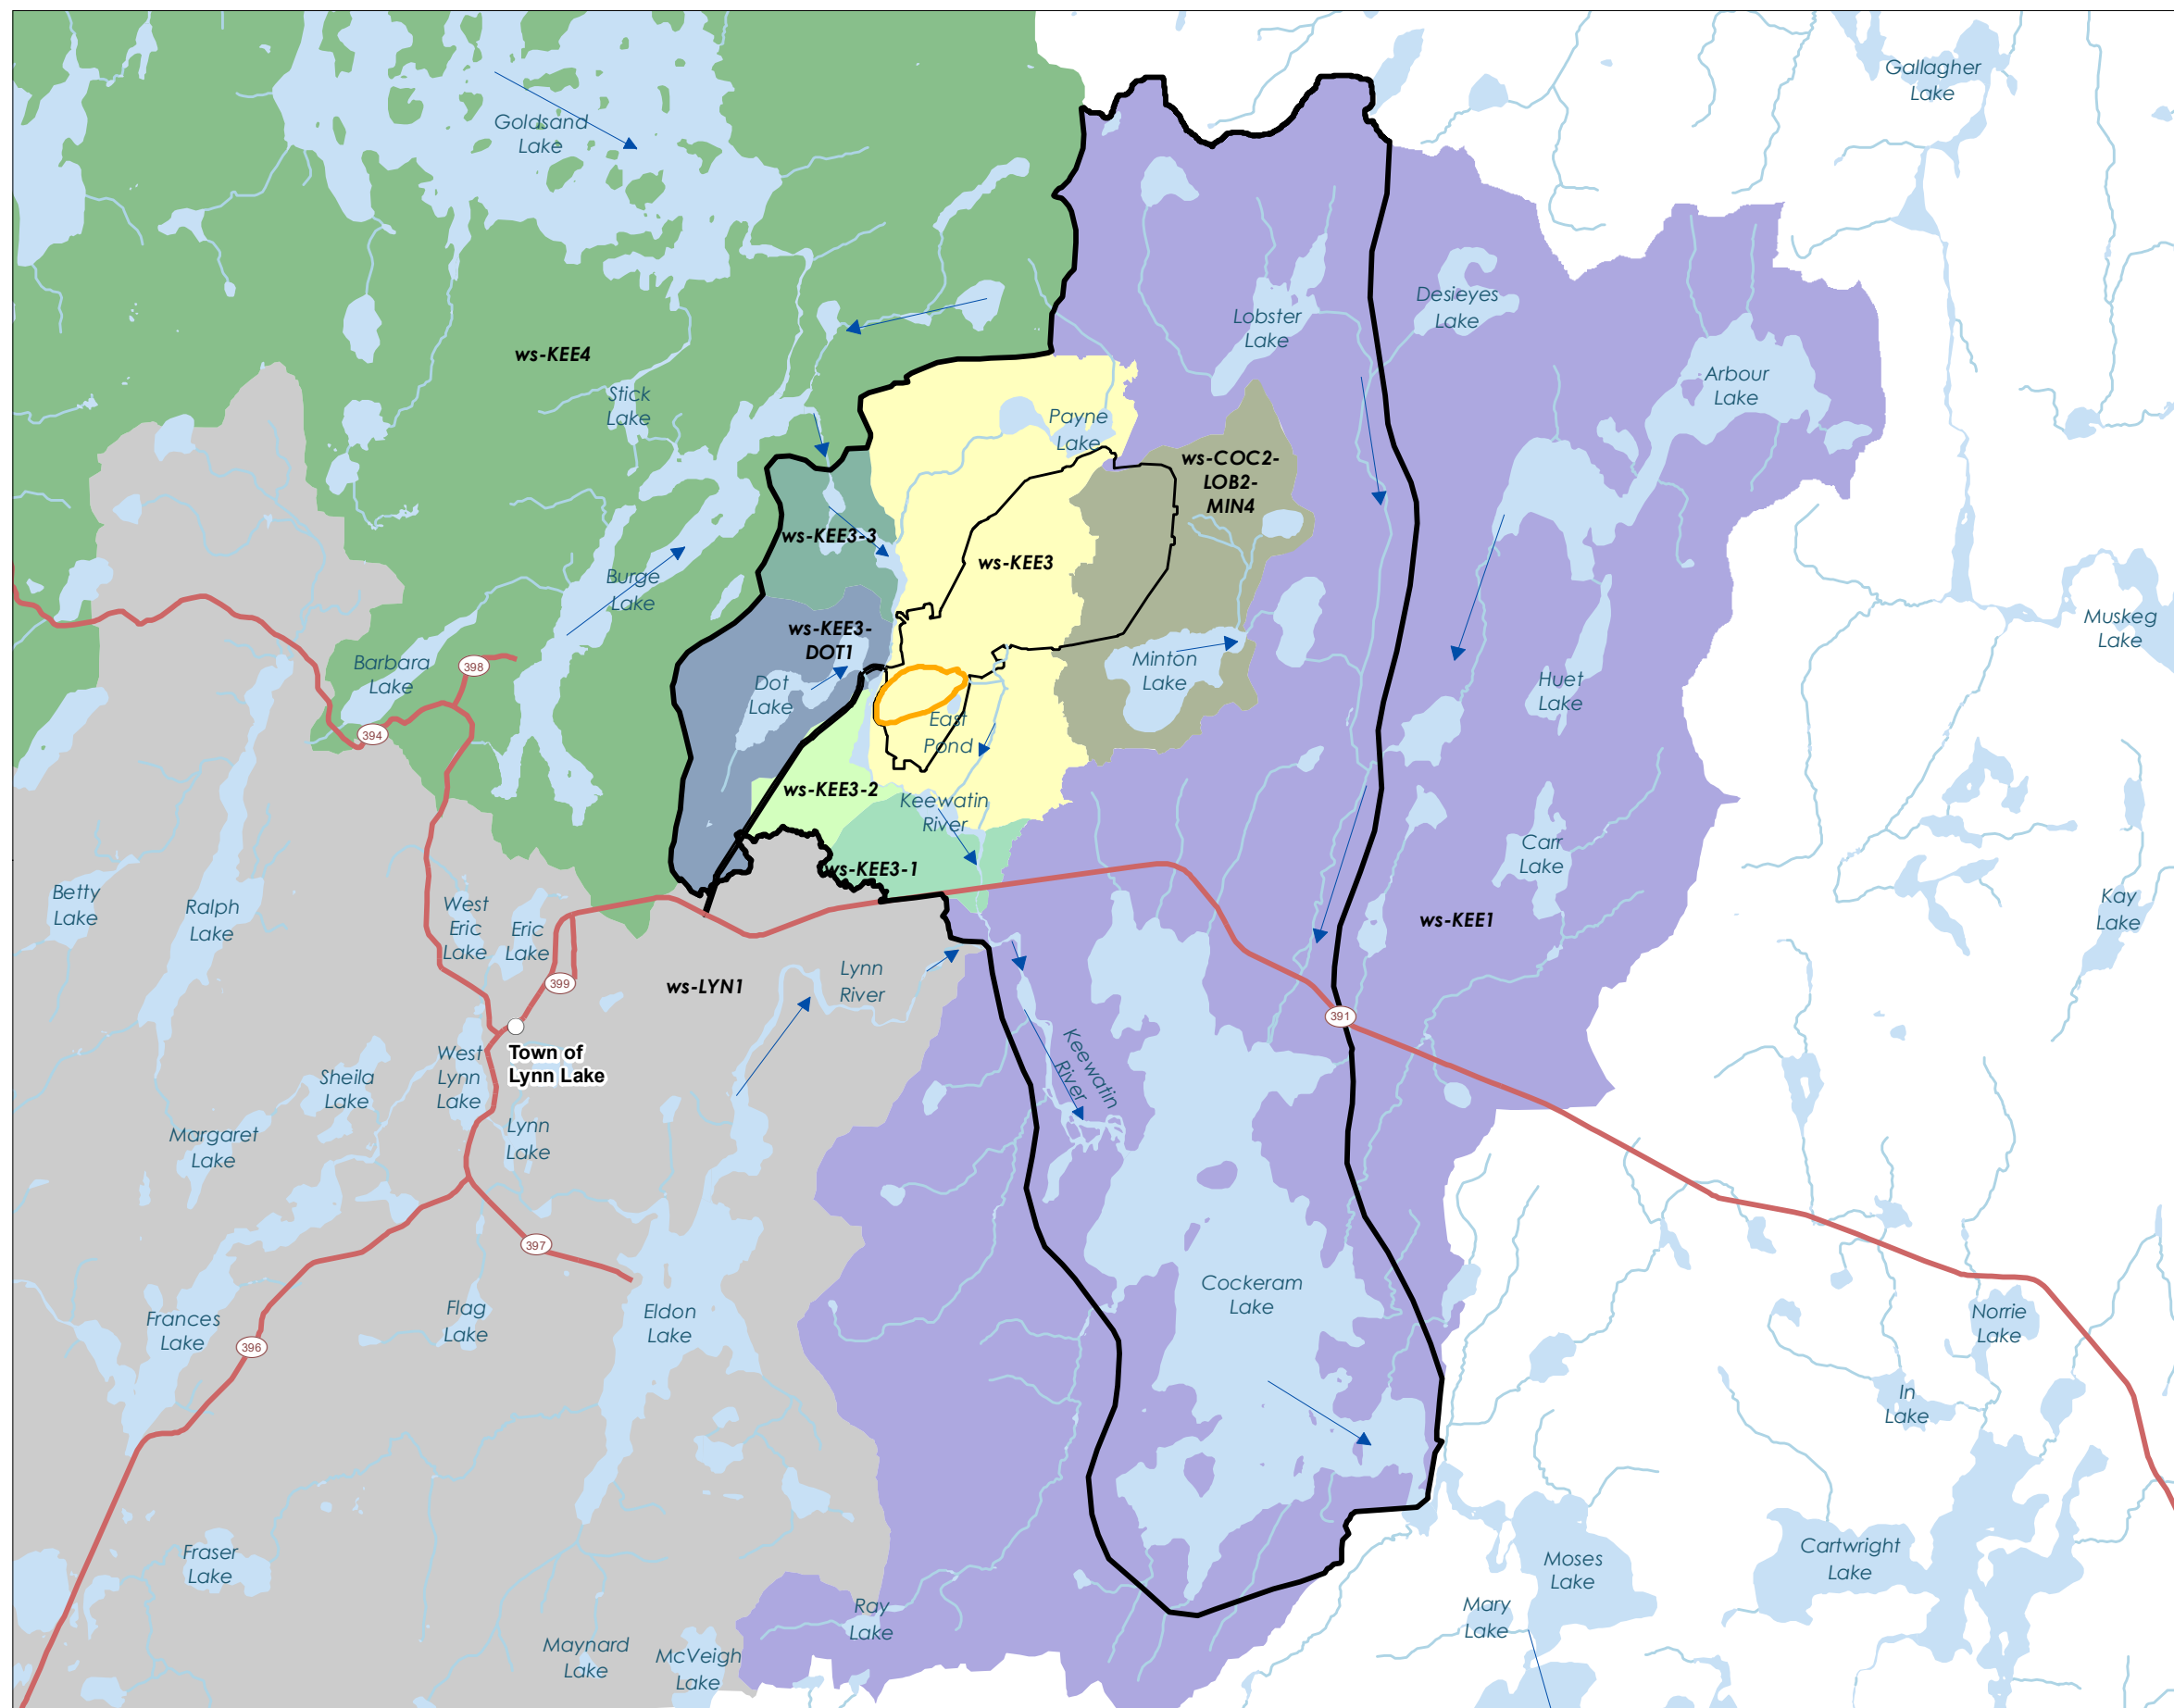 Gallagher
Lake
Goldsand
Lake
Desieyes
Lake
Lobster
Lake
ws-KEE4
Arbour
Lake
Stick
Lake
Payne
Lake
ws-COC2-
LOB2-
MIN4
ws-KEE3-3
ws-KEE3
Burge
Lake
Muskeg
Lake
ws-KEE3-
DOT1
Barbara
Lake
398
Minton
Lake
Dot
Lake
Huet
Lake
394
East
Pond
ws-KEE3-2
Keewatin
River
Carr
Lake
ws-KEE3-1
Betty
Lake
Ralph
Lake
West
Eric
Lake
Eric
Lake
ws-KEE1
Kay
Lake
399
ws-LYN1
Lynn
River
391
Town of
Lynn Lake
West
Lynn
Lake
Keewatin
River
Sheila
Lake
Lynn
Lake
Margaret
Lake
397
Cockeram
Lake
Frances
Lake
Flag
Lake
Eldon
Lake
Norrie
Lake
396
In
Lake
Fraser
Lake
Moses
Lake
Cartwright
Lake
Ray
Lake
Mary
Lake
Maynard
Lake
McVeigh
Lake